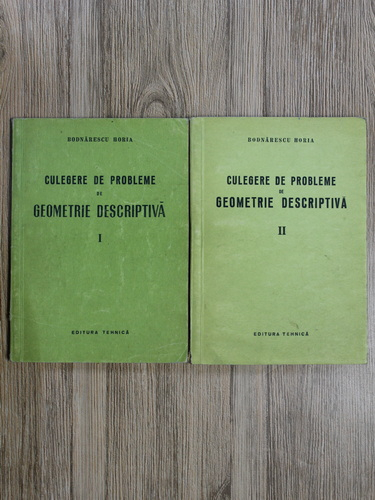 BODNĂRESCU HORIA
CULEGERE DE PROBLEME
DE
GEOMETRIE DESCRIPTIVĂ
I
EDITURA TEHNICĂ
BODNĂRESCU HORIA
CULEGERE DE PROBLEME
DE
GEOMETRIE DESCRIPTIVĂ
II
EDITURA TEHNICĂ